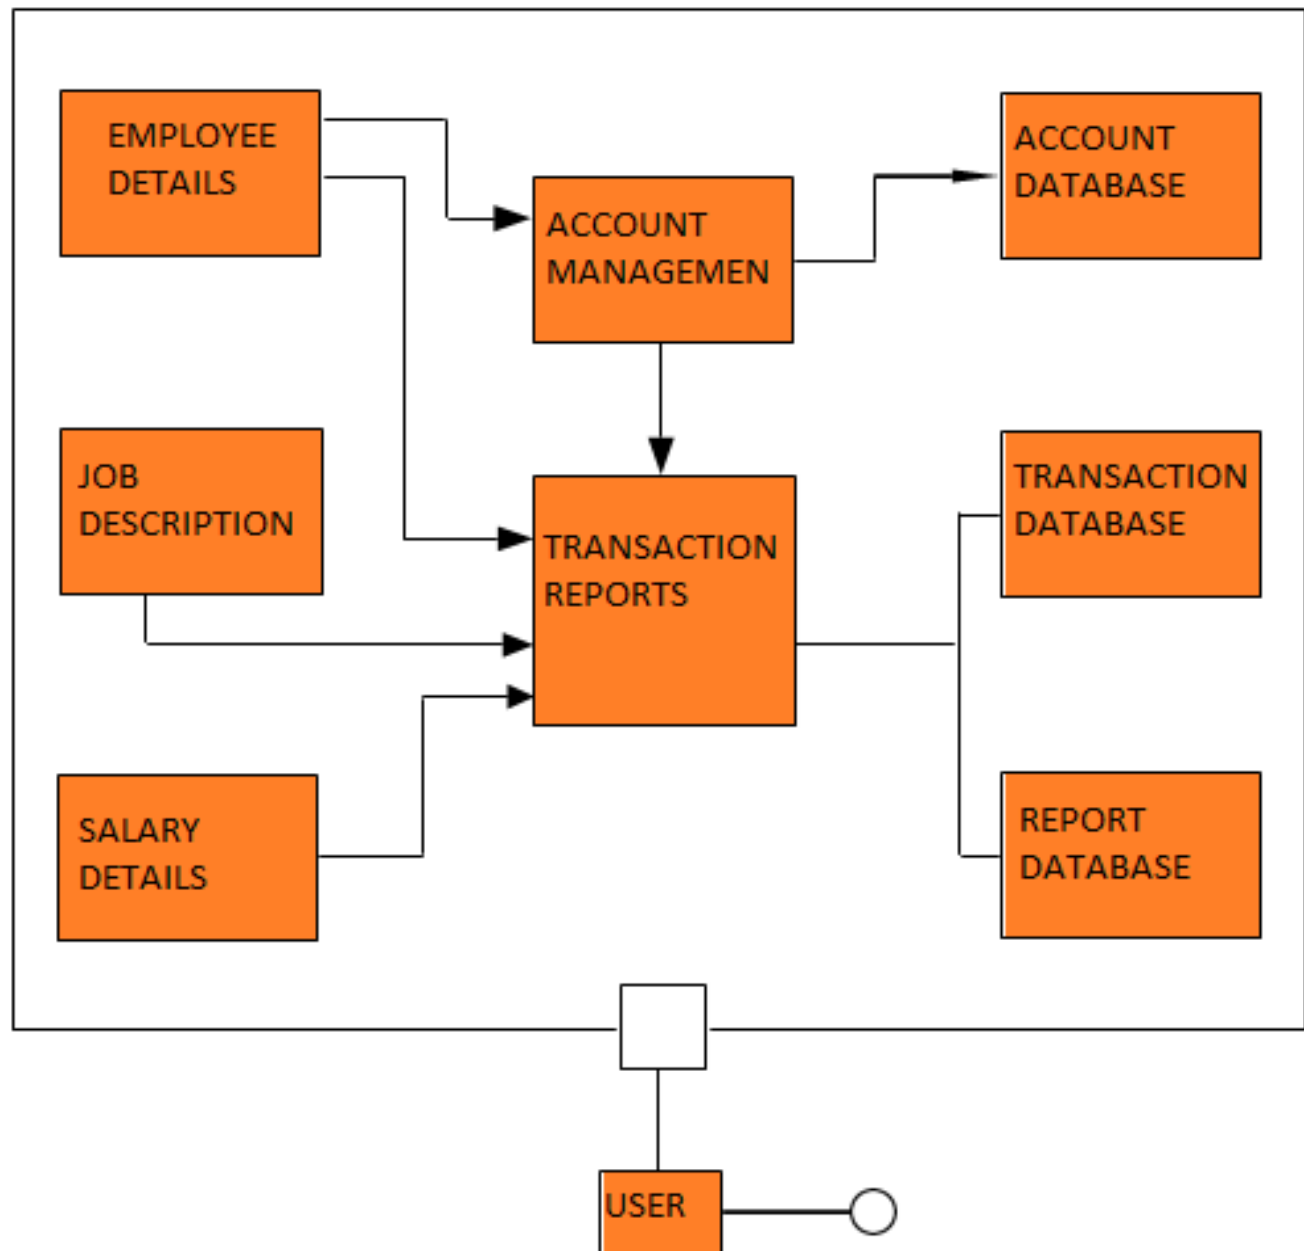 EMPLOYEE
DETAILS
ACCOUNT
MANAGEMEN
ACCOUNT
DATABASE
JOB
DESCRIPTION
TRANSACTION
REPORTS
TRANSACTION
DATABASE
SALARY
DETAILS
REPORT
DATABASE
USER